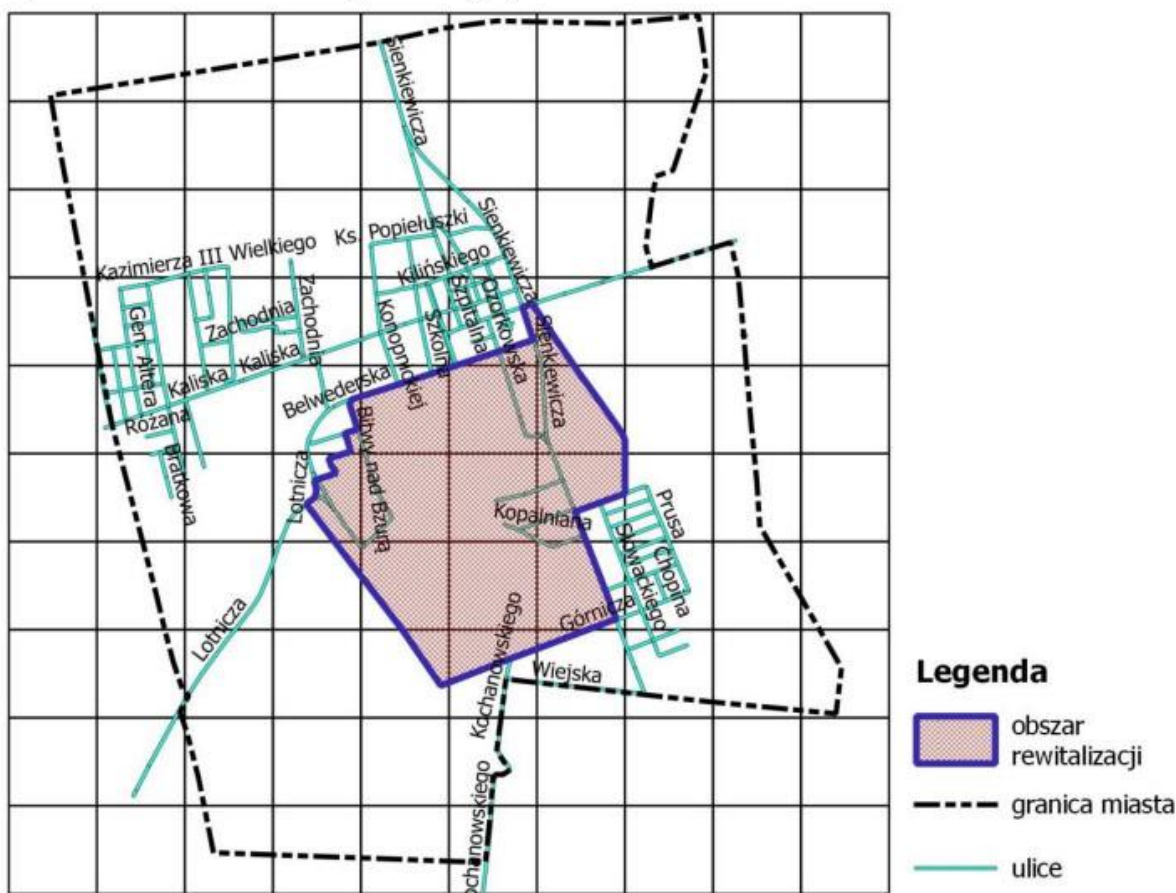 Sienkiewicza
Sienkiewicza
Ks. Popiełuszki
Kazimierza III Wielkiego
Kilińskiego
Sienkiewicza
Szpitalna
Ozorkowska
Zachodnia
Zachodnia
Gen. Altera
Konopnickiej
Szkolna
Kaliska
Kaliska
Belwederska
Różana
Bratkowa
Bitwy nad Bzurą
Lotnicza
Kopalniana
Prusa
Chopina
Słowackiego
Górnicza
Lotnicza
Kochanowskiego
Wiejska
ochanowskiego
Legenda
obszar
rewitalizacji
granica miasta
ulice